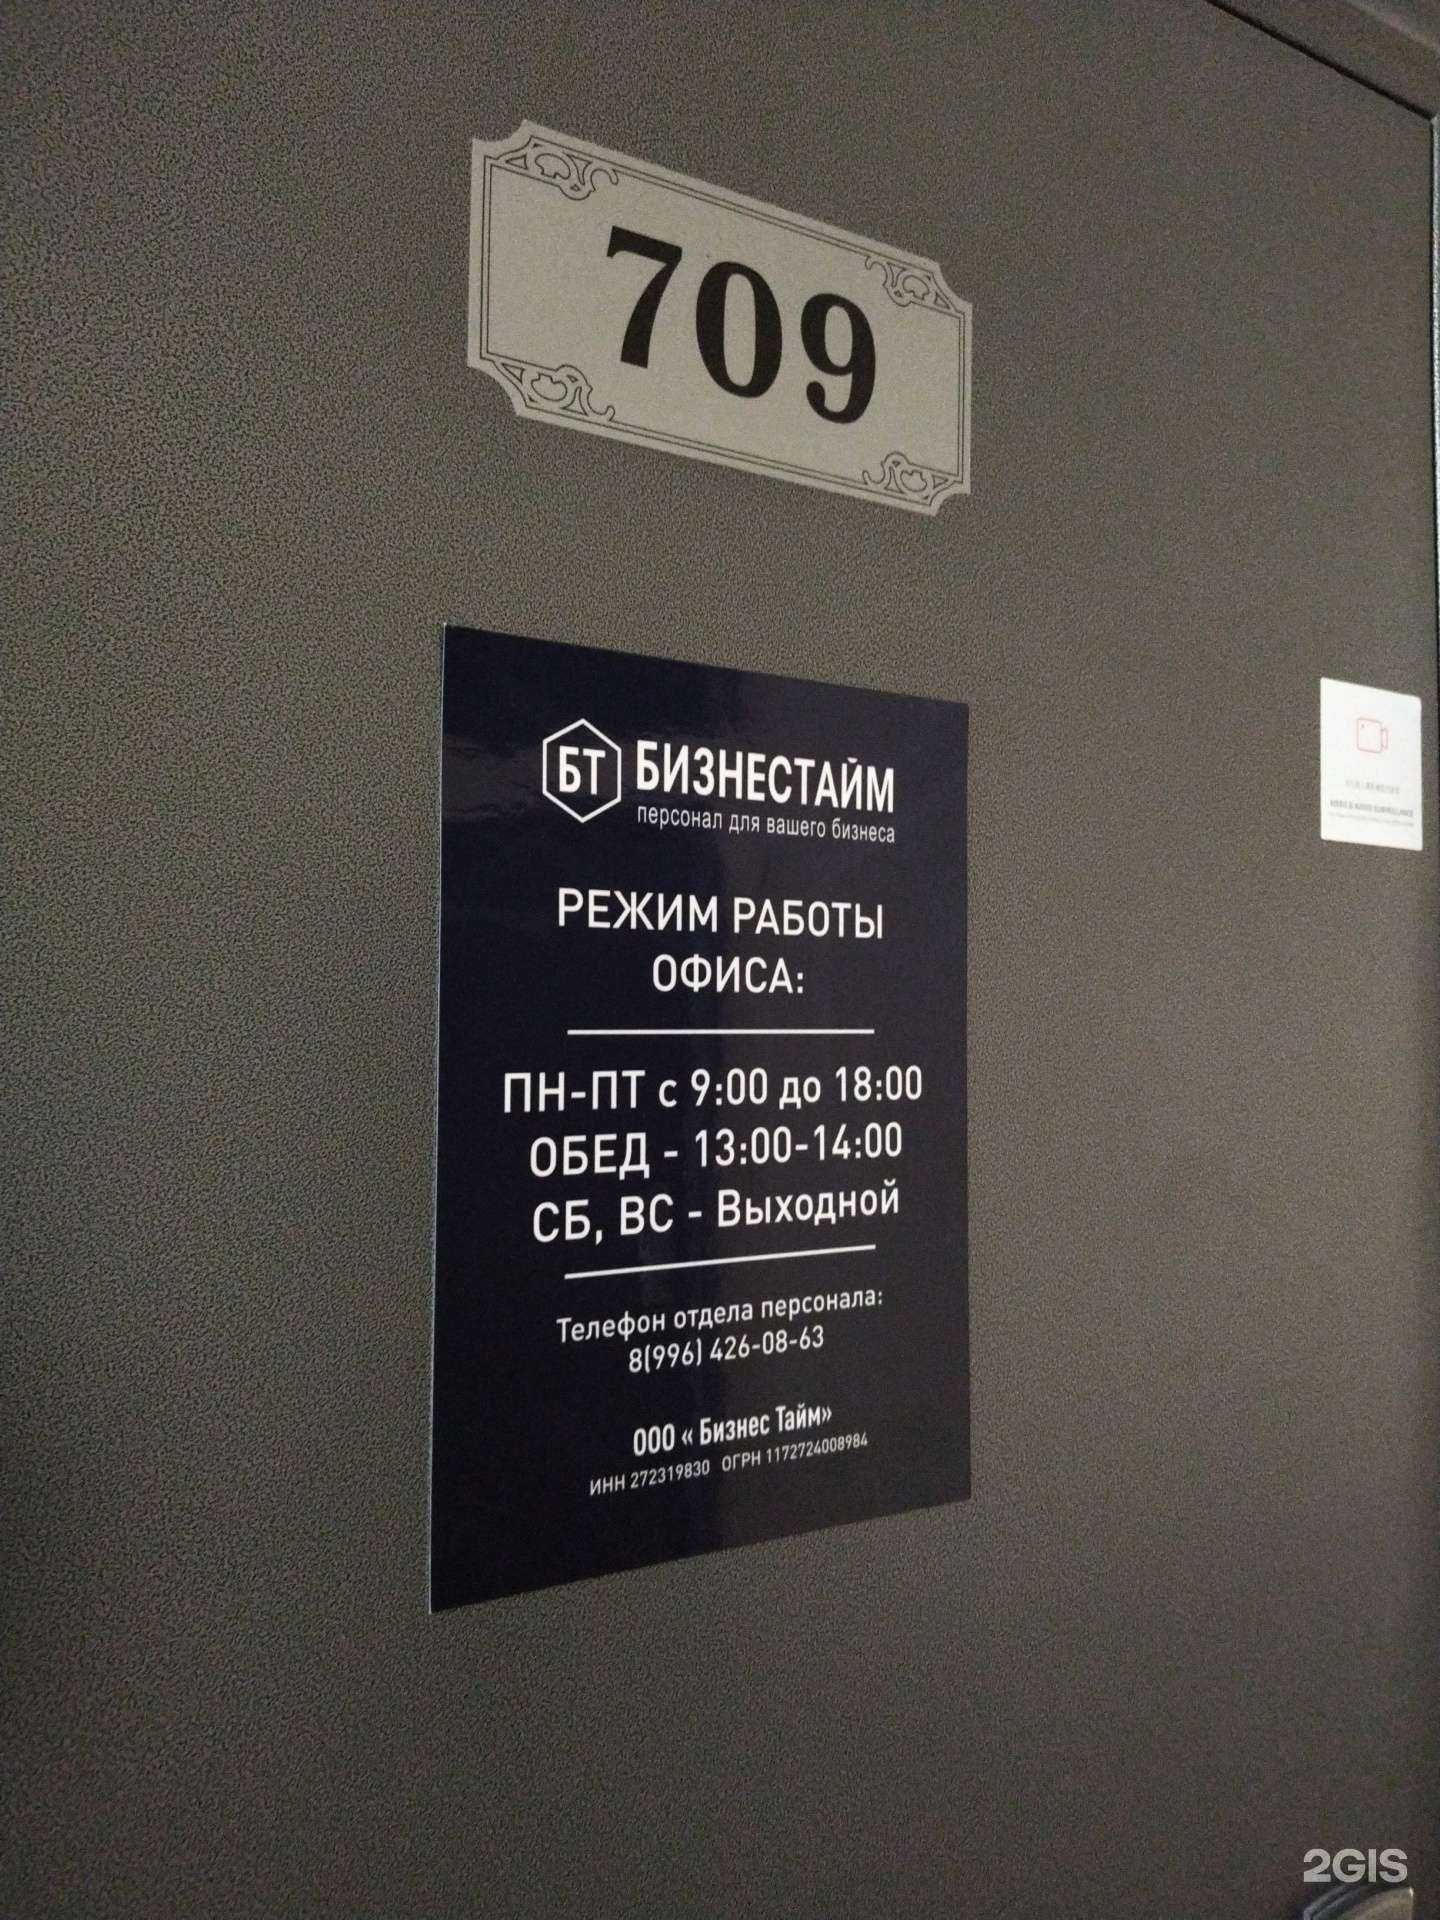 709
БТ БИЗНЕСТАЙМ
персонал для вашего бизнеса
РЕЖИМ РАБОТЫ
ОФИСА:
ПН-ПТ с 9:00 до 18:00
ОБЕД - 13:00-14:00
СБ, ВС - Выходной
Телефон отдела персонала:
8(996) 426-08-63
ООО « Бизнес Тайм»
ИНН 272319830 ОГРН 1172724008984
2GIS